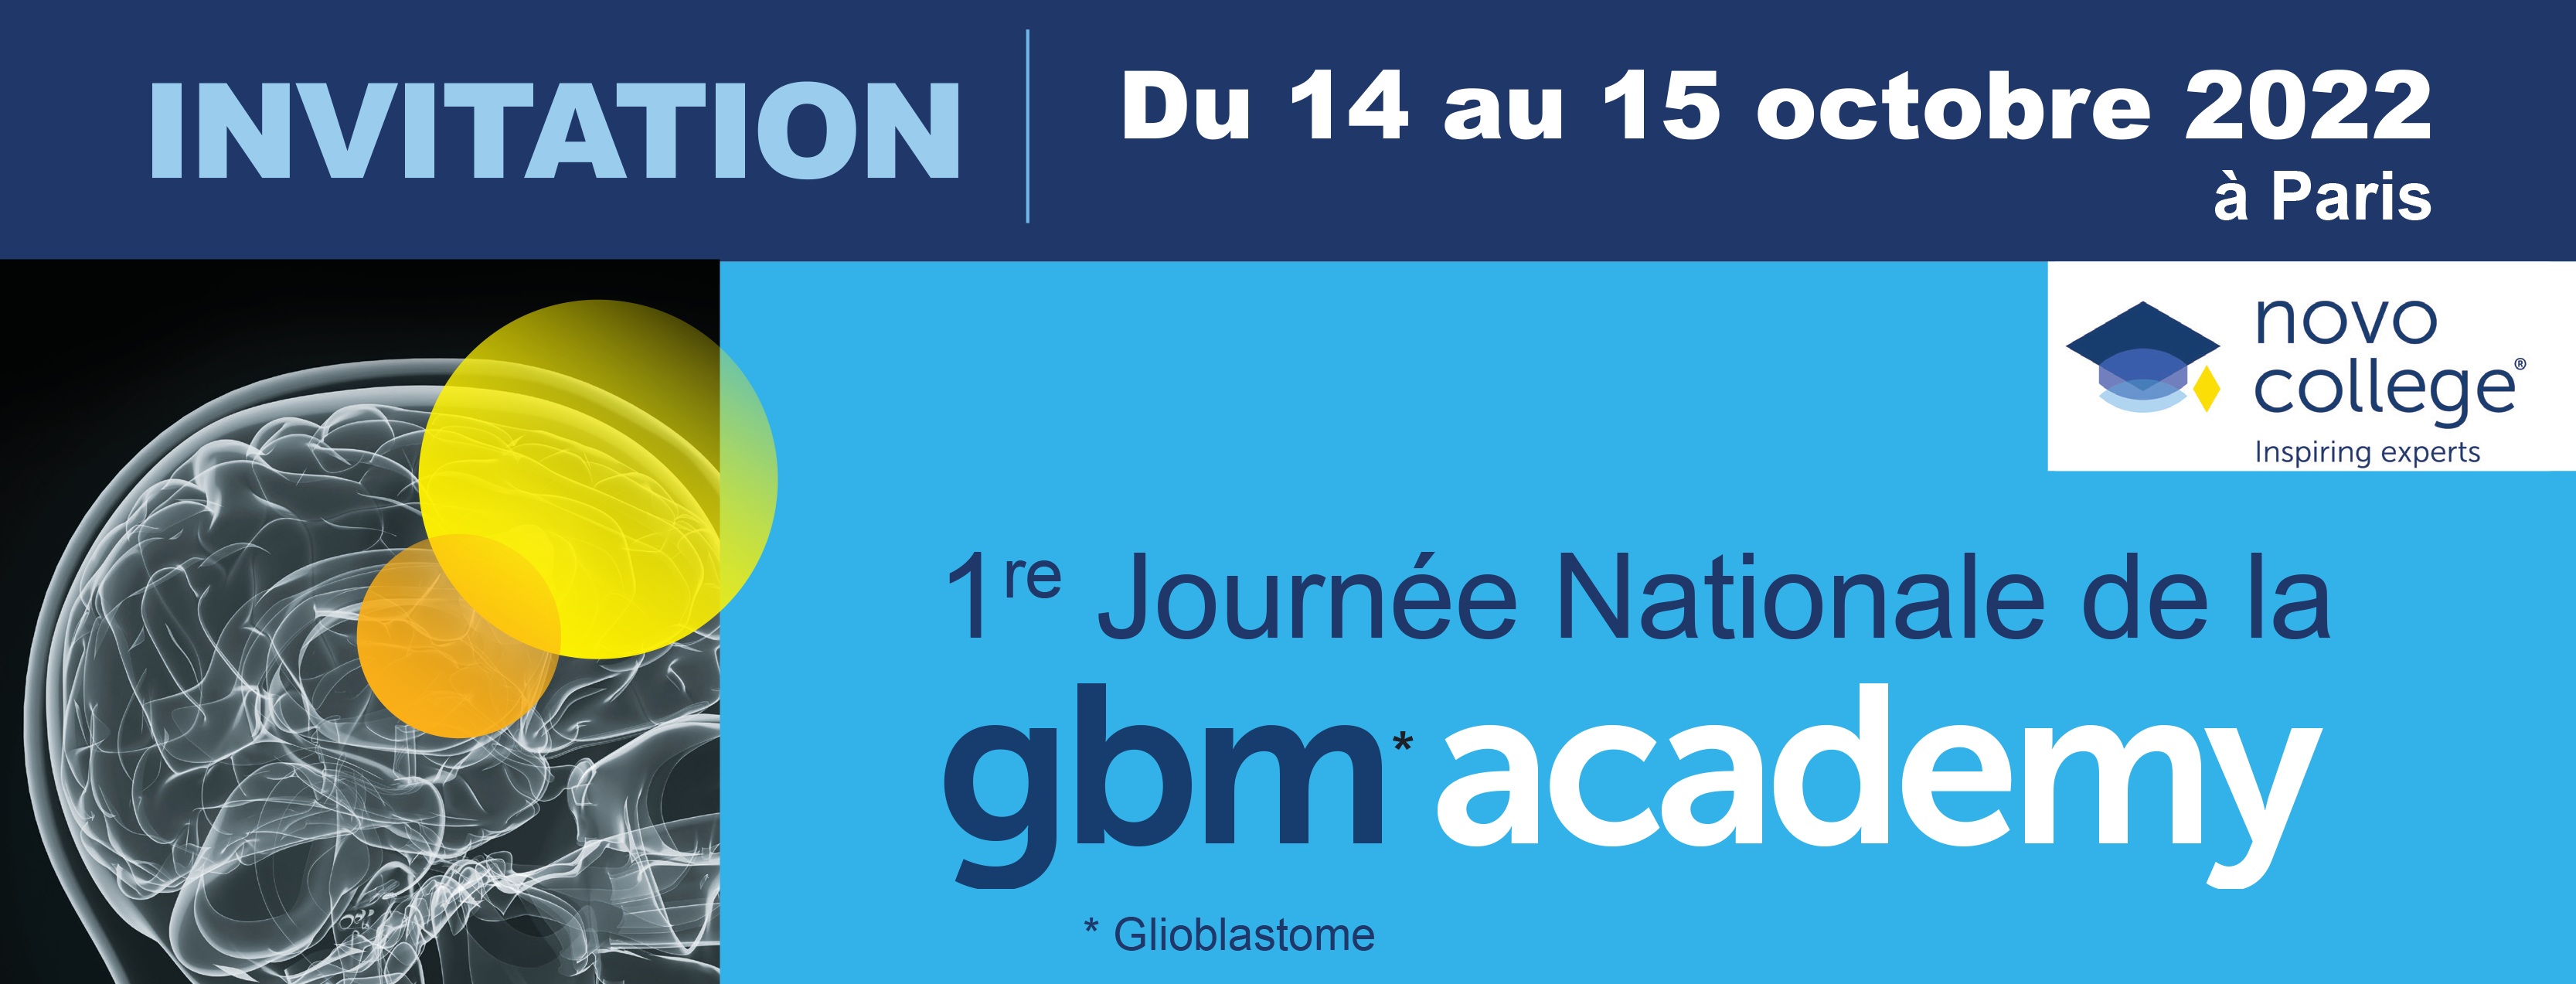 INVITATION
Du 14 au 15 octobre 2022
à Paris
novo
college®
Inspiring experts
1re Journée Nationale de la
gbm* academy
* Glioblastome